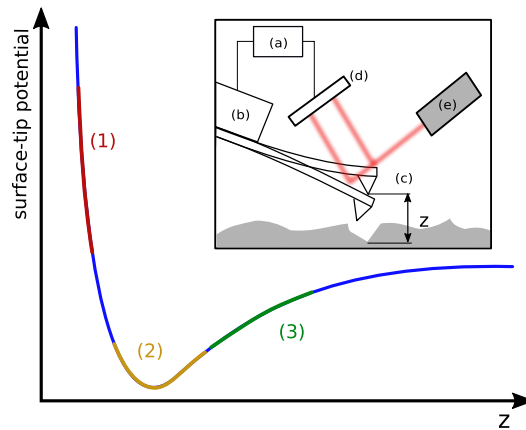 surface-tip potential
(1)
(2)
(3)
z
(a)
(b)
(d)
(e)
(c)
z